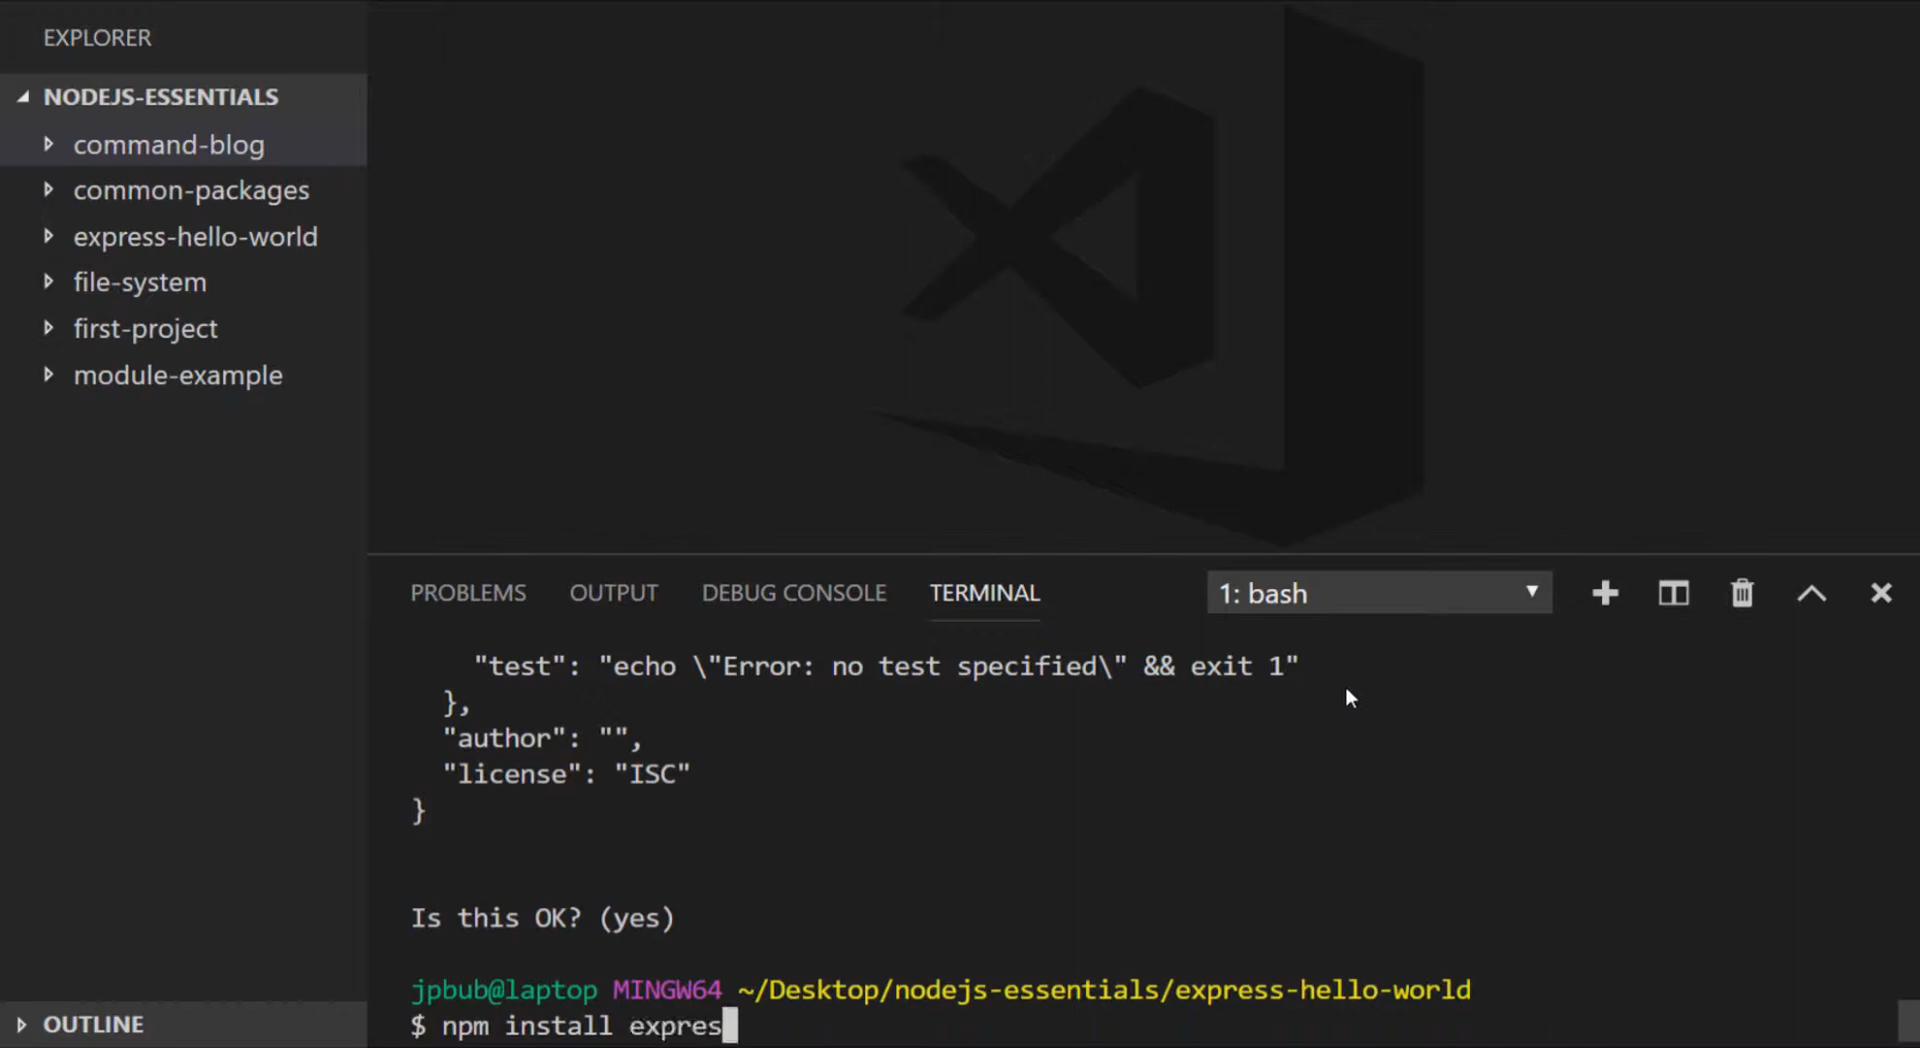 EXPLORER
NODEJS-ESSENTIALS
command-blog
common-packages
express-hello-world
file-system
first-project
module-example
OUTLINE
PROBLEMS OUTPUT DEBUG CONSOLE TERMINAL 1: bash
"test": "echo \"Error: no test specified\" && exit 1"
},
"author": "",
"license": "ISC"
}
Is this OK? (yes)
jpbub@laptop MINGW64 ~/Desktop/nodejs-essentials/express-hello-world
$ npm install expres